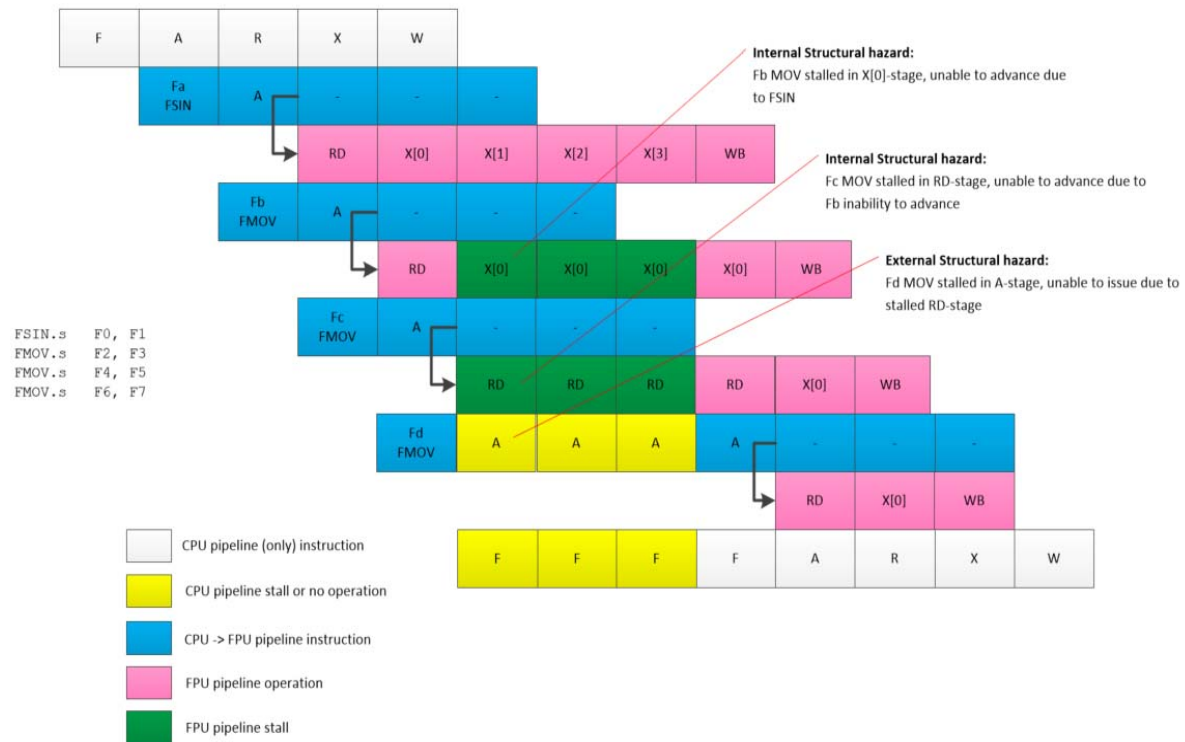 F A R X W
Internal Structural hazard:
Fb MOV stalled in X[0]-stage, unable to advance due
to FSIN
Fa
FSIN A - - -
RD X[0] X[1] X[2] X[3] WB
Internal Structural hazard:
Fc MOV stalled in RD-stage, unable to advance due to
Fb inability to advance
Fb
FMOV A - - -
RD X[0] X[0] X[0] X[0] WB
External Structural hazard:
Fd MOV stalled in A-stage, unable to issue due to
stalled RD-stage
Fc
FMOV A - - -
FSIN.s F0, F1
FMOV.s F2, F3
FMOV.s F4, F5
FMOV.s F6, F7
RD RD RD RD X[0] WB
Fd
FMOV A A A A - - -
RD X[0] WB
F F F F A R X W
CPU pipeline (only) instruction
CPU pipeline stall or no operation
CPU -> FPU pipeline instruction
FPU pipeline operation
FPU pipeline stall